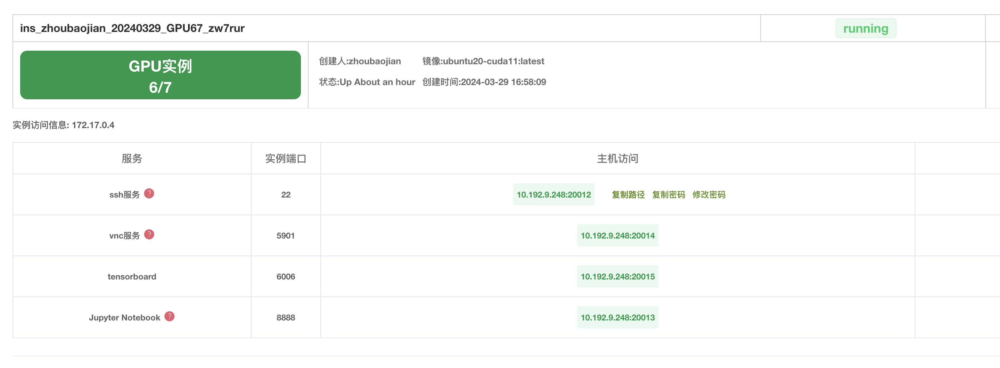 ins_zhoubaojian_20240329_GPU67_zw7rur running
GPU实例
6/7
创建人:zhoubaojian 镜像:ubuntu20-cuda11:latest
状态:Up About an hour 创建时间:2024-03-29 16:58:09
实例访问信息: 172.17.0.4
服务 实例端口 主机访问
ssh服务 ? 22 10.192.9.248:20012 复制路径 复制密码 修改密码
vnc服务 ? 5901 10.192.9.248:20014
tensorboard 6006 10.192.9.248:20015
Jupyter Notebook ? 8888 10.192.9.248:20013